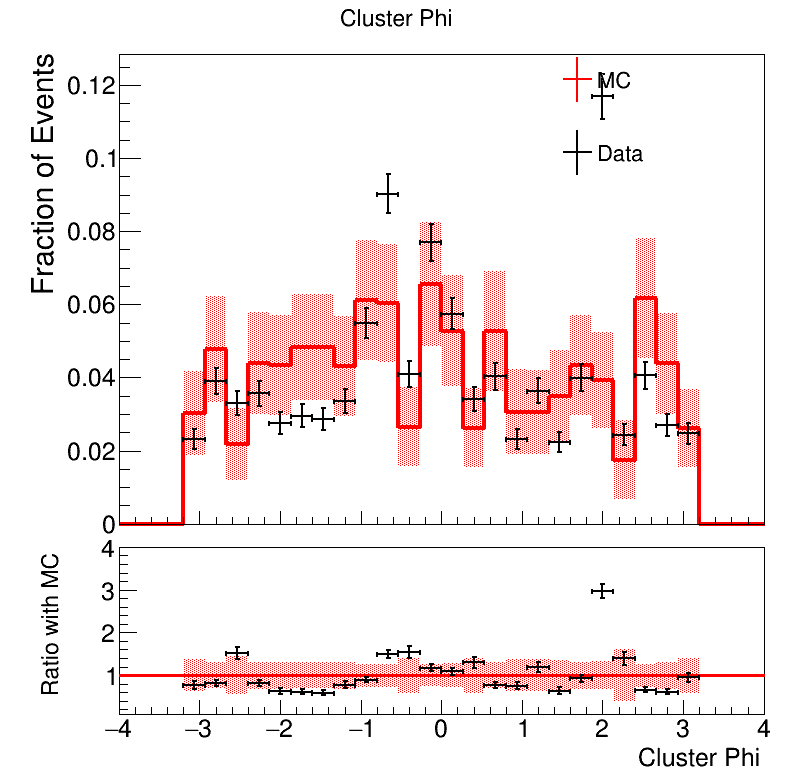 Cluster Phi
Fraction of Events
0.12
0.1
0.08
0.06
0.04
0.02
0
MC
Data
Ratio with MC
4
3
2
1
−4 −3 −2 −1 0 1 2 3 4
Cluster Phi